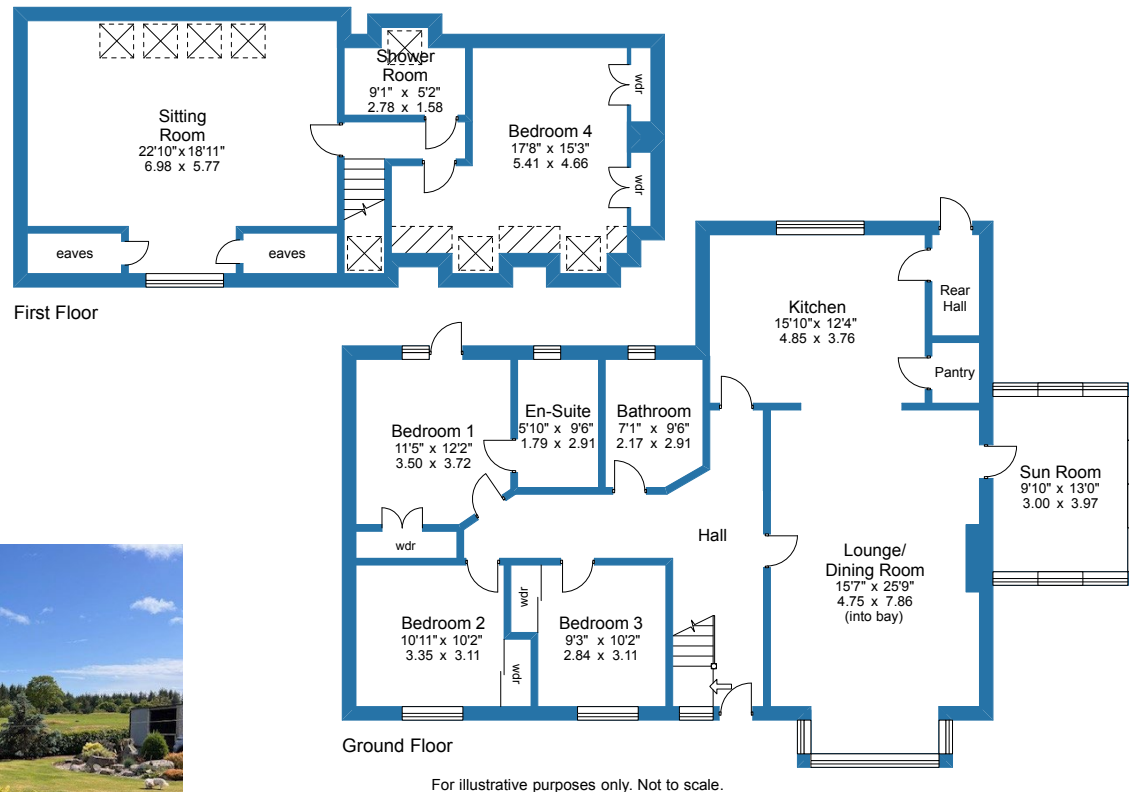 Sitting
Room
22'10" x 18'11"
6.98 x 5.77
Shower
Room
9'1" x 5'2"
2.78 x 1.58
Bedroom 4
17'8" x 15'3"
5.41 x 4.66
wdr
wdr
eaves
eaves
First Floor
Kitchen
15'10" x 12'4"
4.85 x 3.76
Rear
Hall
Pantry
Bedroom 1
11'5" x 12'2"
3.50 x 3.72
En-Suite
5'10" x 9'6"
1.79 x 2.91
Bathroom
7'1" x 9'6"
2.17 x 2.91
Sun Room
9'10" x 13'0"
3.00 x 3.97
wdr
Hall
Lounge/
Dining Room
15'7" x 25'9"
4.75 x 7.86
(into bay)
Bedroom 2
10'11" x 10'2"
3.35 x 3.11
wdr
wdr
Bedroom 3
9'3" x 10'2"
2.84 x 3.11
Ground Floor
For illustrative purposes only. Not to scale.